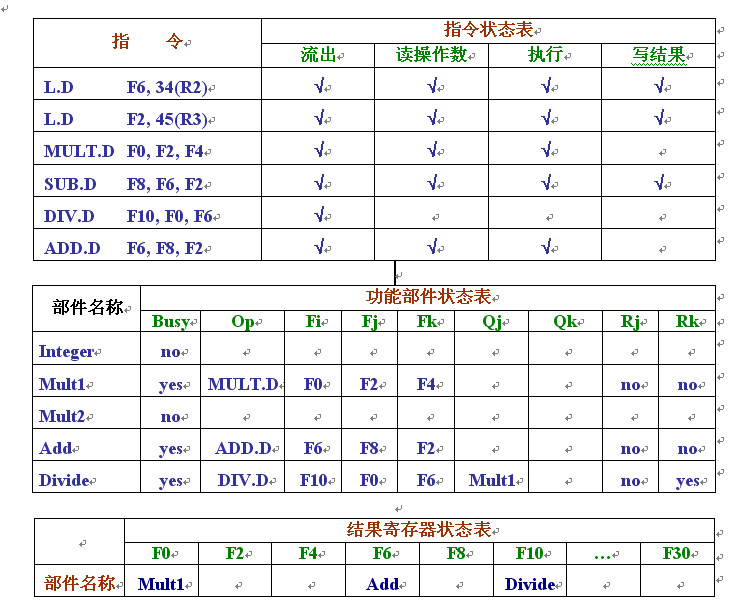 指令状态表
指 令
流出 读操作数 执行 写结果
L.D F6, 34(R2) √ √ √ √
L.D F2, 45(R3) √ √ √ √
MULT.D F0, F2, F4 √ √ √
SUB.D F8, F6, F2 √ √ √ √
DIV.D F10, F0, F6 √
ADD.D F6, F8, F2 √ √ √
功能部件状态表
部件名称
Busy Op Fi Fj Fk Qj Qk Rj Rk
Integer no
Mult1 yes MULT.D F0 F2 F4 no no
Mult2 no
Add yes ADD.D F6 F8 F2 no no
Divide yes DIV.D F10 F0 F6 Mult1 no yes
结果寄存器状态表
F0 F2 F4 F6 F8 F10 … F30
部件名称 Mult1 Add Divide